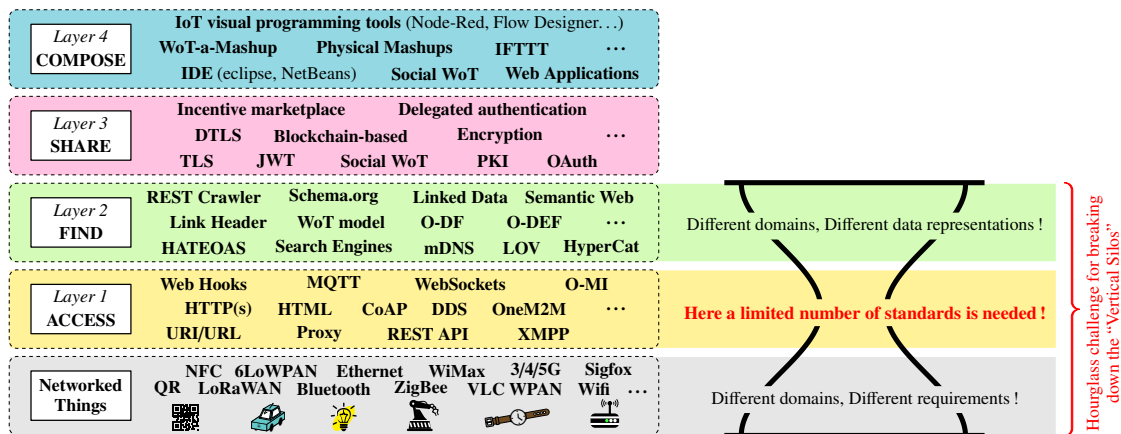 Layer 4
COMPOSE
IoT visual programming tools (Node-Red, Flow Designer…)
WoT-a-Mashup Physical Mashups IFTTT …
IDE (eclipse, NetBeans) Social WoT Web Applications
Layer 3
SHARE
Incentive marketplace Delegated authentication
DTLS Blockchain-based Encryption …
TLS JWT Social WoT PKI OAuth
Layer 2
FIND
REST Crawler Schema.org Linked Data Semantic Web
Link Header WoT model O-DF O-DEF …
HATEOAS Search Engines mDNS LOV HyperCat
Different domains, Different data representations !
Layer 1
ACCESS
Web Hooks MQTT WebSockets O-MI
HTTP(s) HTML CoAP DDS OneM2M …
URI/URL Proxy REST API XMPP
Here a limited number of standards is needed !
Networked
Things
NFC 6LoWPAN Ethernet WiMax 3/4/5G Sigfox
QR LoRaWAN Bluetooth ZigBee VLC WPAN Wifi …
Different domains, Different requirements !
Hourglass challenge for breaking
down the “Vertical Silos”